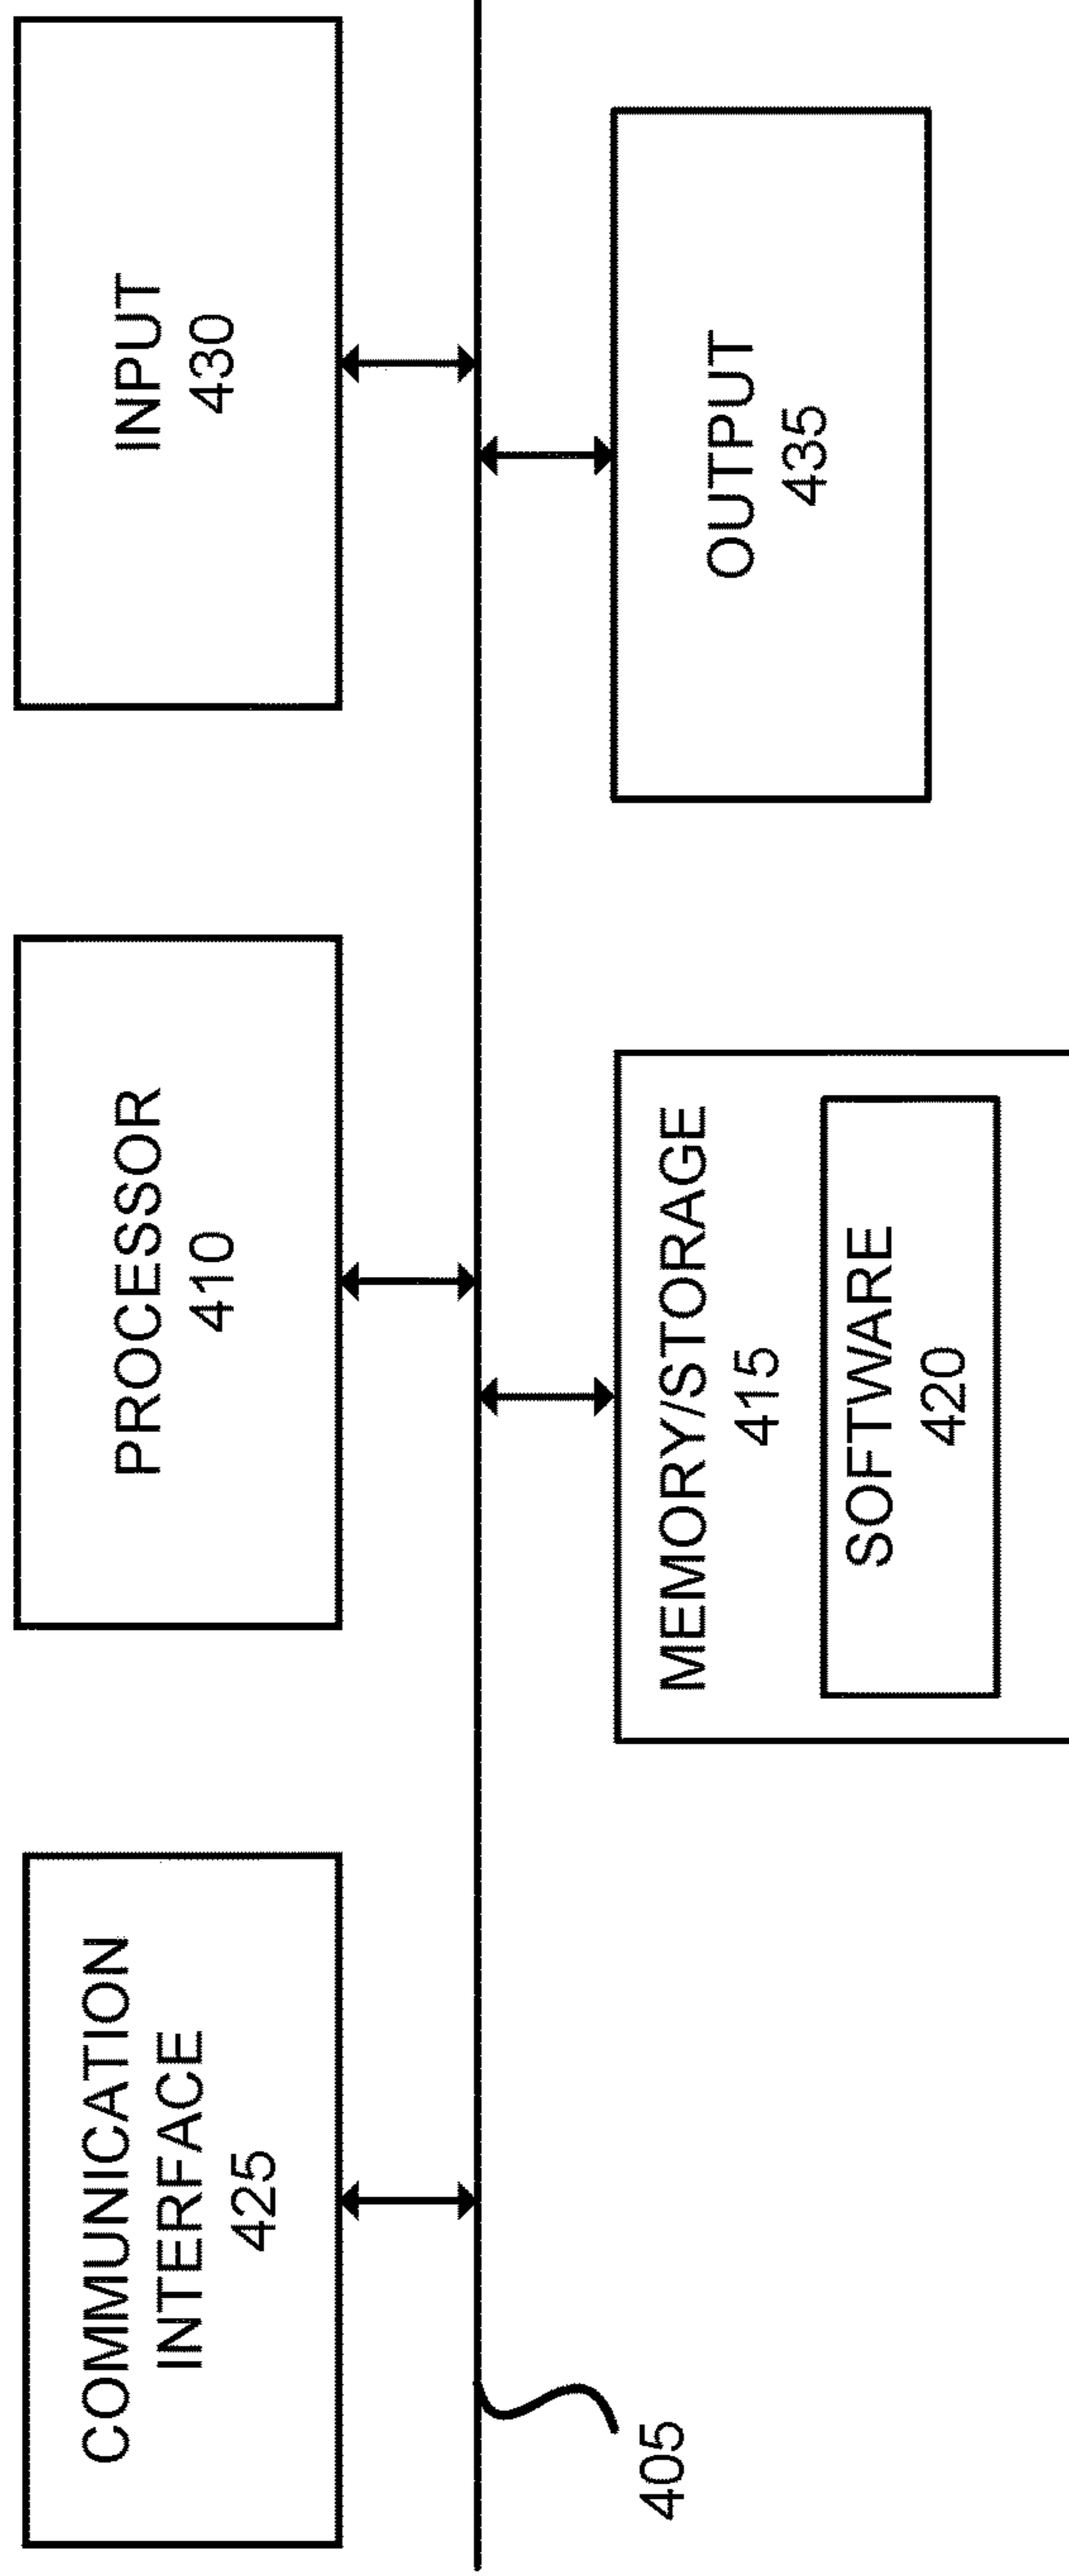 COMMUNICATION
INTERFACE
425
PROCESSOR
410
INPUT
430
405
MEMORY/STORAGE
415
SOFTWARE
420
OUTPUT
435